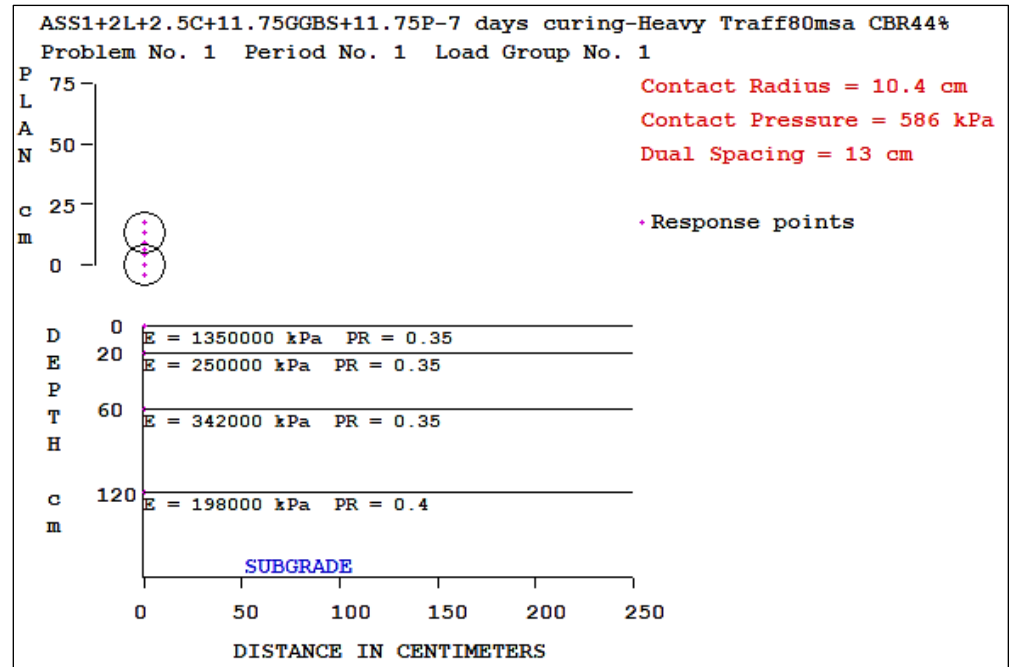 ASS1+2L+2.5C+11.75GGBS+11.75P-7 days curing-Heavy Traff80msa CBR44%
Problem No. 1 Period No. 1 Load Group No. 1
PLAN cm
75
50
25
0
Contact Radius = 10.4 cm
Contact Pressure = 586 kPa
Dual Spacing = 13 cm
Response points
DEPTH cm
0
E = 1350000 kPa PR = 0.35
20
E = 250000 kPa PR = 0.35
60
E = 342000 kPa PR = 0.35
120
E = 198000 kPa PR = 0.4
SUBGRADE
0 50 100 150 200 250
DISTANCE IN CENTIMETERS